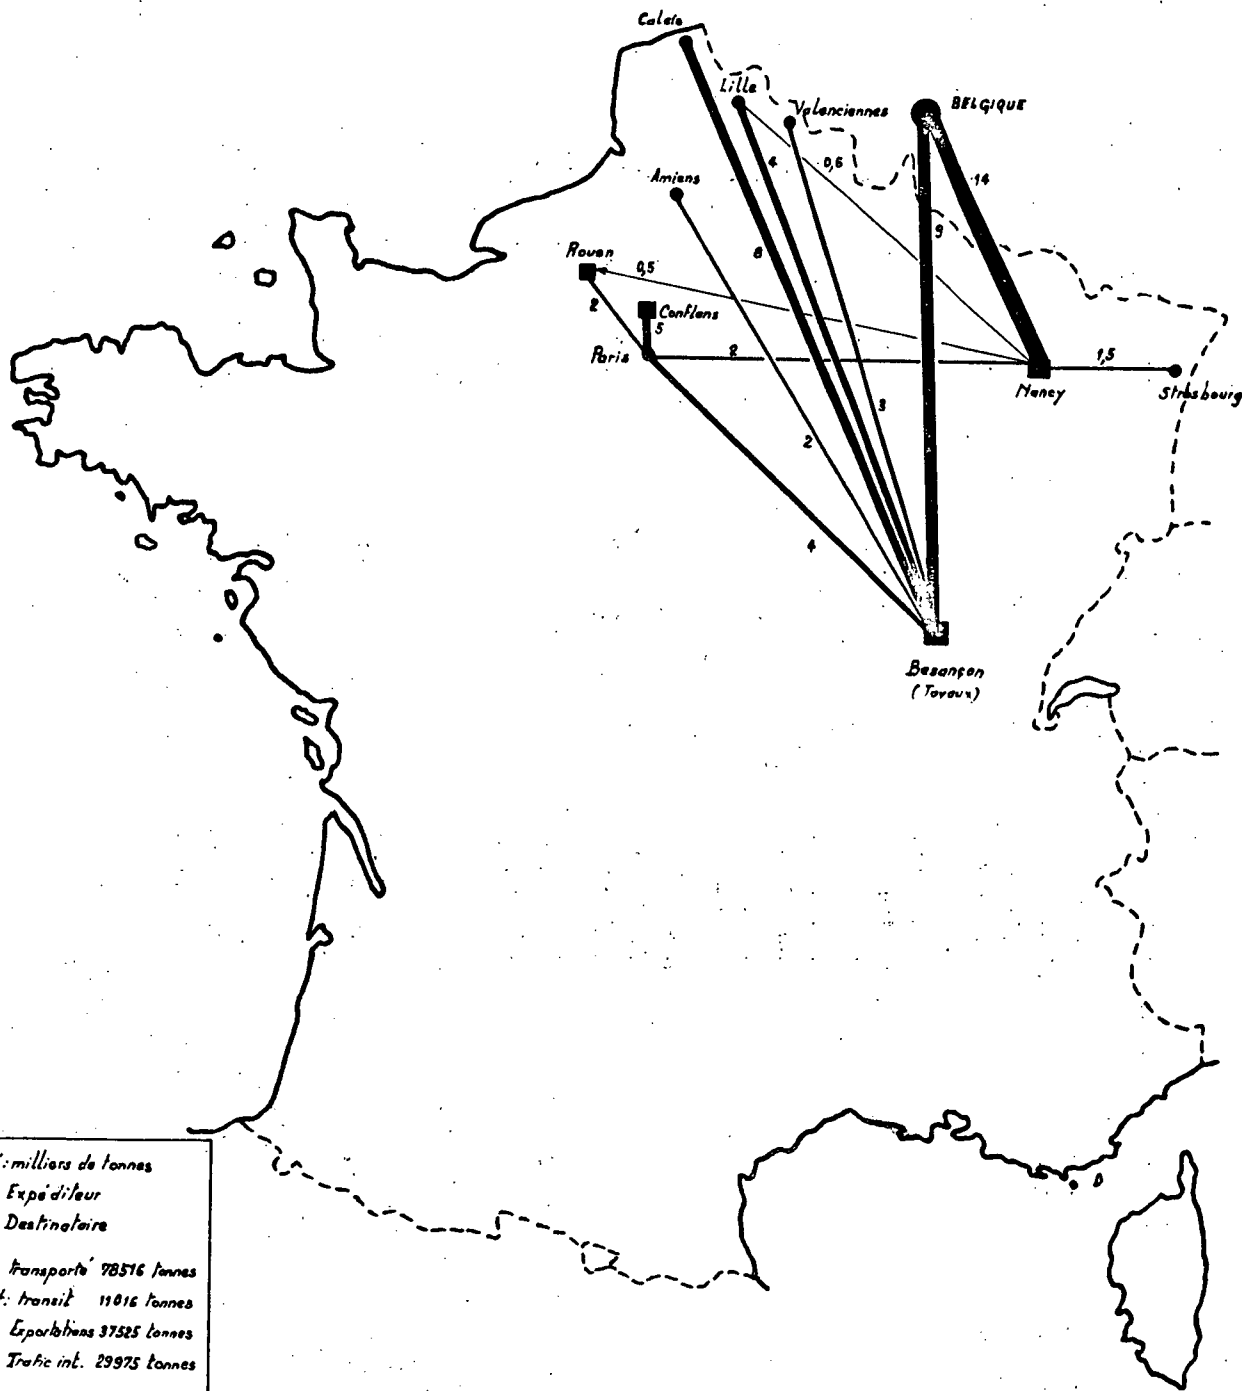 Calais
Lille
Valenciennes
BELGIQUE
4
0,6
14
Amiens
9
Rouen
0,5
2
Conflans
5
Paris
2
1,5
Nancy
Strasbourg
3
2
4
Besançon
(Tavaux)
: milliers de tonnes
Expéditeur
Destinataire
Transporté 78516 tonnes
t: transit 11016 tonnes
Exportations 37525 tonnes
Trafic int. 29975 tonnes